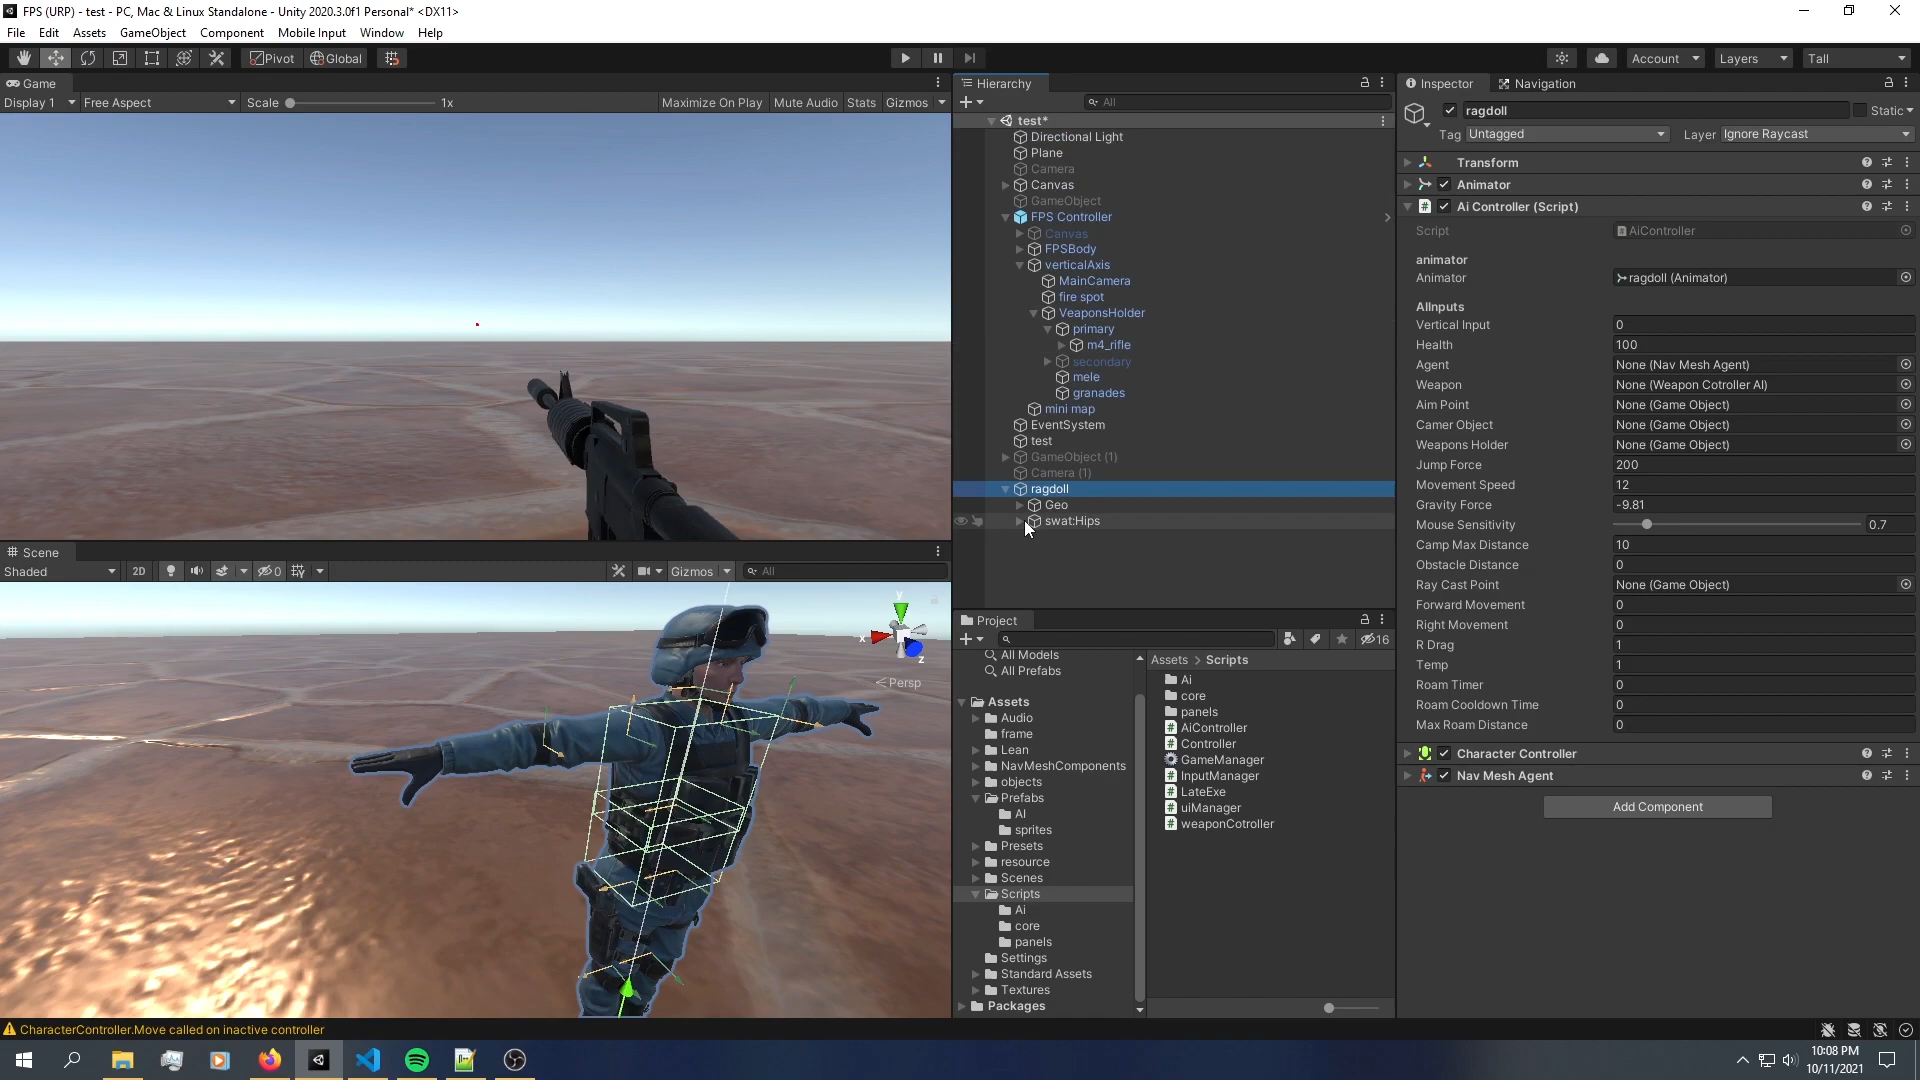 FPS (URP) - test - PC, Mac & Linux Standalone - Unity 2020.3.0f1 Personal* <DX11>
File Edit Assets GameObject Component Mobile Input Window Help
Pivot Global Account Layers Tall
Game
Display 1 Free Aspect Scale 1x Maximize On Play Mute Audio Stats Gizmos
Scene
Shaded 2D 0 Gizmos All
y
x
z
Persp
Hierarchy
All
test*
Directional Light
Plane
Camera
Canvas
GameObject
FPS Controller
Canvas
FPSBody
verticalAxis
MainCamera
fire spot
VeaponsHolder
primary
m4_rifle
secondary
mele
granades
mini map
EventSystem
test
GameObject (1)
Camera (1)
ragdoll
Geo
swat:Hips
Project
16
All Models
All Prefabs
Assets
Audio
frame
Lean
NavMeshComponents
objects
Prefabs
AI
sprites
Presets
resource
Scenes
Scripts
Ai
core
panels
Settings
Standard Assets
Textures
Packages
Assets > Scripts
Ai
core
panels
AiController
Controller
GameManager
InputManager
LateExe
uiManager
weaponCotroller
Inspector Navigation
ragdoll Static
Tag Untagged Layer Ignore Raycast
Transform
Animator
Ai Controller (Script)
Script AiController
animator
Animator ragdoll (Animator)
AIInputs
Vertical Input 0
Health 100
Agent None (Nav Mesh Agent)
Weapon None (Weapon Cotroller AI)
Aim Point None (Game Object)
Camer Object None (Game Object)
Weapons Holder None (Game Object)
Jump Force 200
Movement Speed 12
Gravity Force -9.81
Mouse Sensitivity 0.7
Camp Max Distance 10
Obstacle Distance 0
Ray Cast Point None (Game Object)
Forward Movement 0
Right Movement 0
R Drag 1
Temp 1
Roam Timer 0
Roam Cooldown Time 0
Max Roam Distance 0
Character Controller
Nav Mesh Agent
Add Component
CharacterController.Move called on inactive controller
10:08 PM
10/11/2021